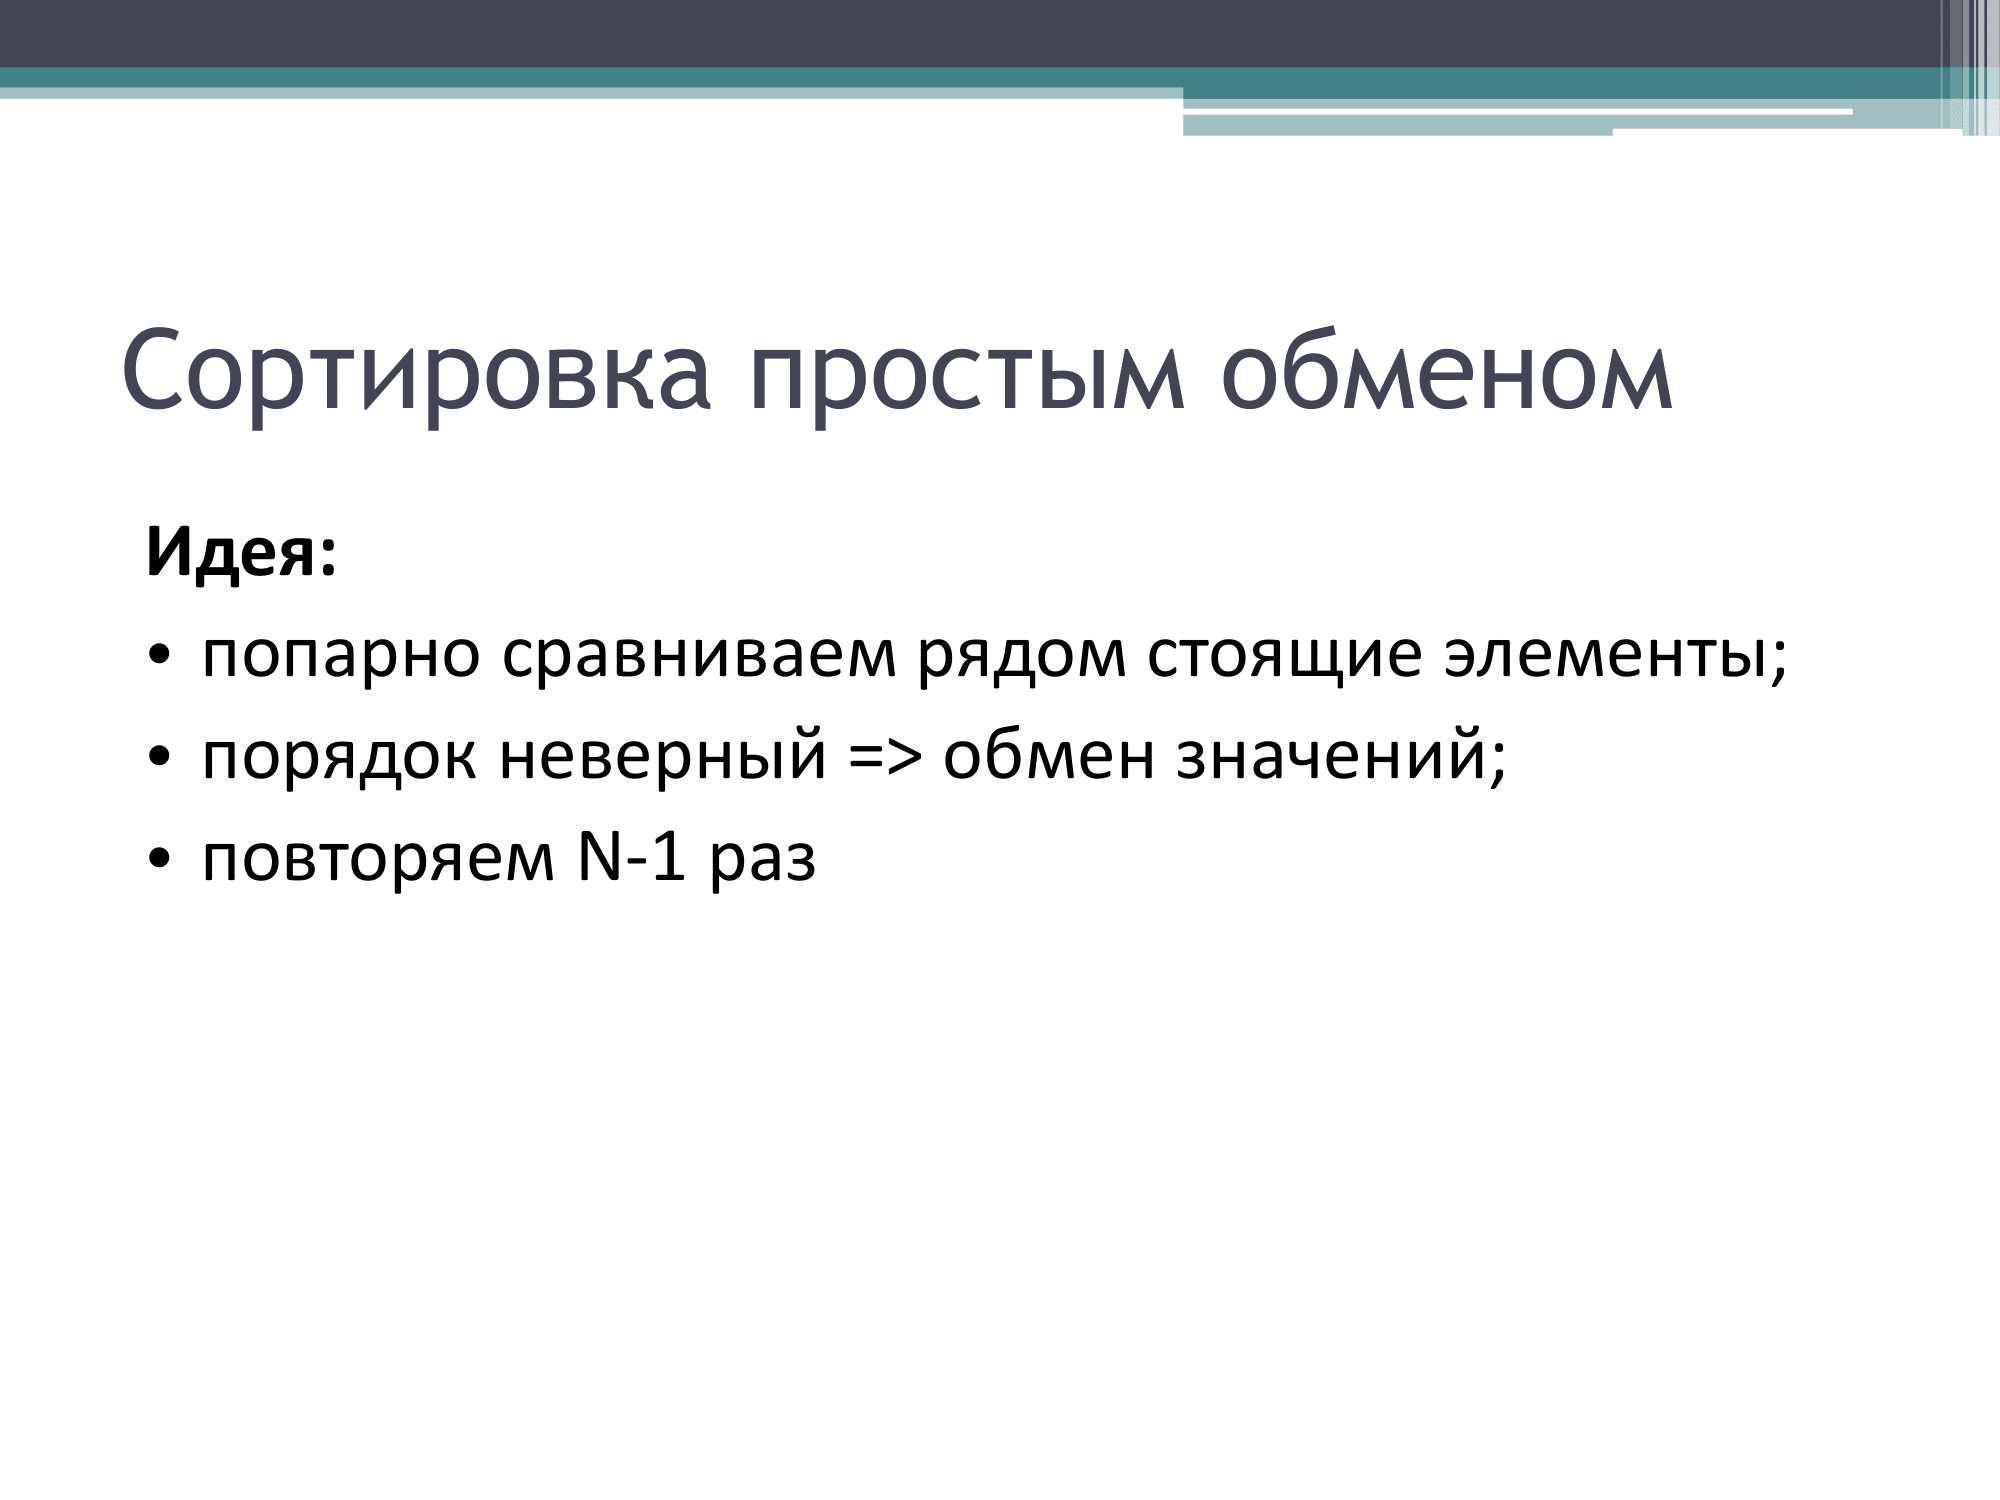 Сортировка простым обменом
Идея:
• попарно сравниваем рядом стоящие элементы;
• порядок неверный => обмен значений;
• повторяем N-1 раз